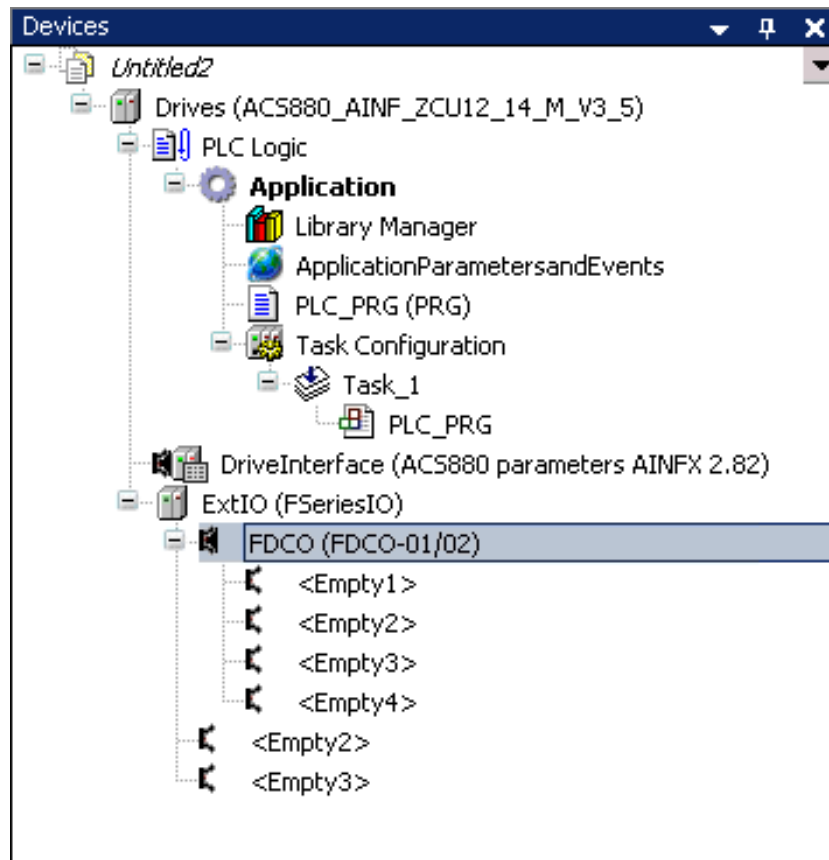 Devices
Untitled2
Drives (ACS880_AINF_ZCU12_14_M_V3_5)
PLC Logic
Application
Library Manager
ApplicationParametersandEvents
PLC_PRG (PRG)
Task Configuration
Task_1
PLC_PRG
DriveInterface (ACS880 parameters AINFX 2.82)
ExtIO (FSeriesIO)
FDCO (FDCO-01/02)
<Empty1>
<Empty2>
<Empty3>
<Empty4>
<Empty2>
<Empty3>